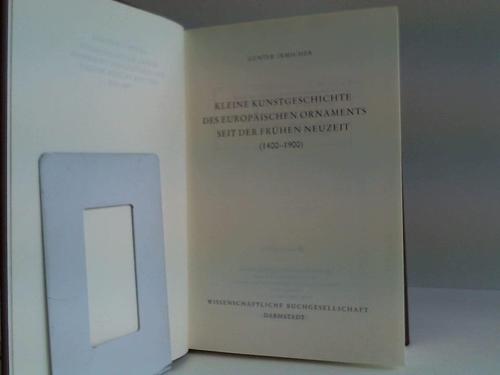 GÜNTER IRMSCHER
KLEINE KUNSTGESCHICHTE
DES EUROPÄISCHEN ORNAMENTS
SEIT DER FRÜHEN NEUZEIT
(1400–1900)
WISSENSCHAFTLICHE BUCHGESELLSCHAFT
DARMSTADT